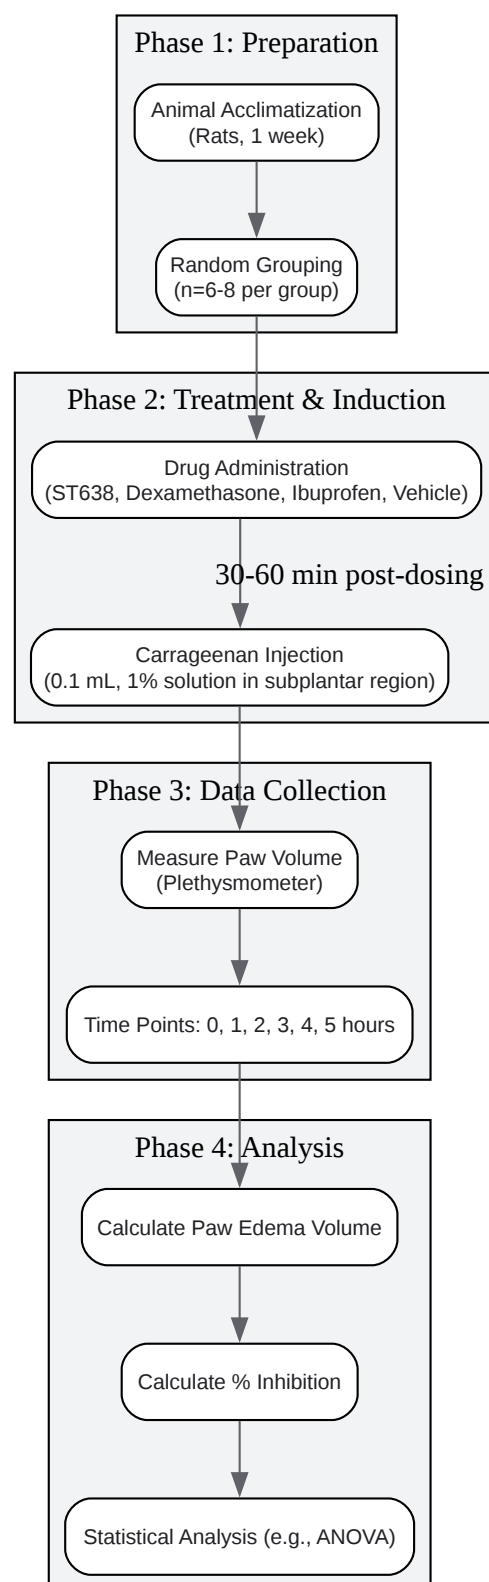 Phase 1: Preparation
Animal Acclimatization
(Rats, 1 week)
Random Grouping
(n=6-8 per group)
Phase 2: Treatment & Induction
Drug Administration
(ST638, Dexamethasone, Ibuprofen, Vehicle)
30-60 min post-dosing
Carrageenan Injection
(0.1 mL, 1% solution in subplantar region)
Phase 3: Data Collection
Measure Paw Volume
(Plethysmometer)
Time Points: 0, 1, 2, 3, 4, 5 hours
Phase 4: Analysis
Calculate Paw Edema Volume
Calculate % Inhibition
Statistical Analysis (e.g., ANOVA)